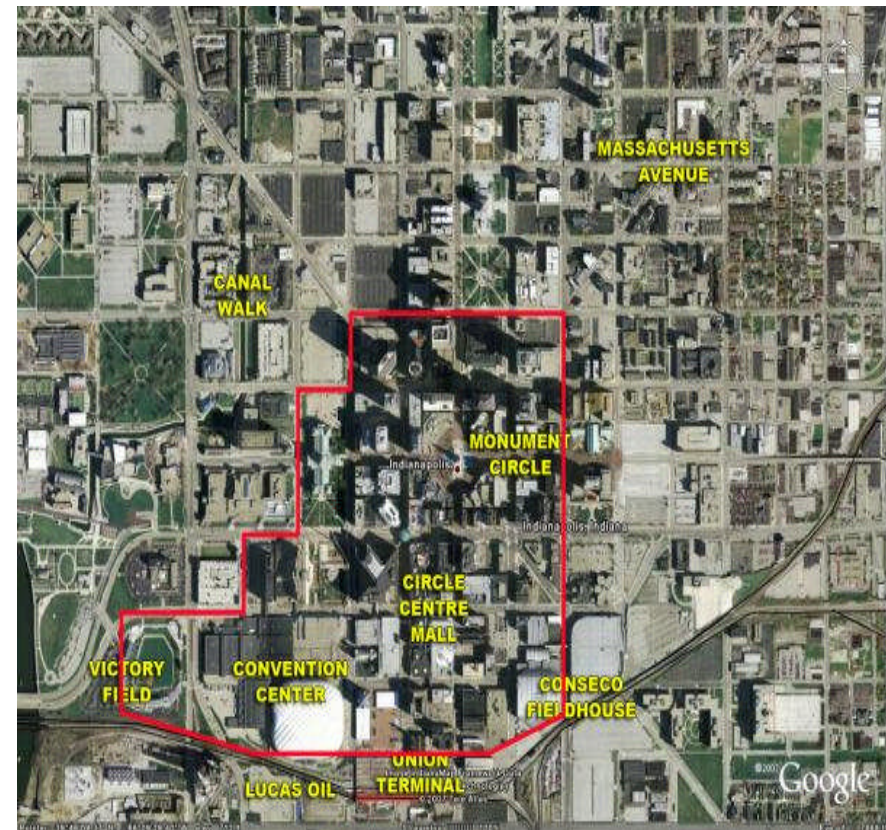 MASSACHUSETTS
AVENUE
CANAL
WALK
MONUMENT
CIRCLE
Indianapolis
Indianapolis, Indiana
CIRCLE
CENTRE
MALL
VICTORY
FIELD
CONVENTION
CENTER
CONSECO
FIELDHOUSE
UNION
TERMINAL
LUCAS OIL
©2007 Google